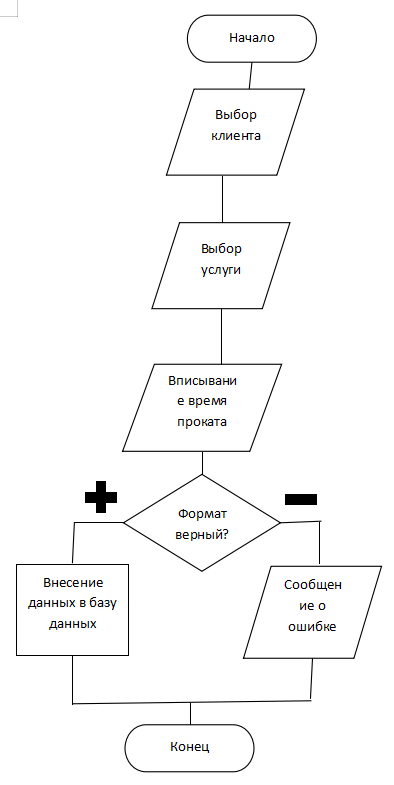 Начало
Выбор
клиента
Выбор
услуги
Вписывани
е время
проката
Формат
верный?
Внесение
данных в базу
данных
Сообщен
ие о
ошибке
Конец